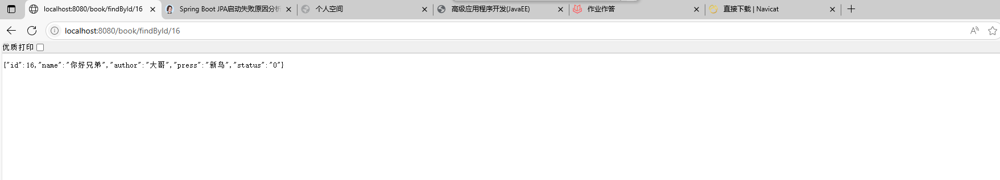 localhost:8080/book/findById/16
Spring Boot JPA启动失败原因分析
个人空间
高级应用程序开发(JavaEE)
作业作答
直接下载 | Navicat
localhost:8080/book/findById/16
优质打印
{"id":16,"name":"你好兄弟","author":"大哥","press":"新鸟","status":"0"}